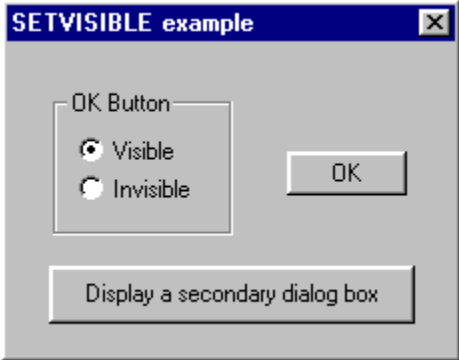 SETVISIBLE example
OK Button
Visible
Invisible
OK
Display a secondary dialog box